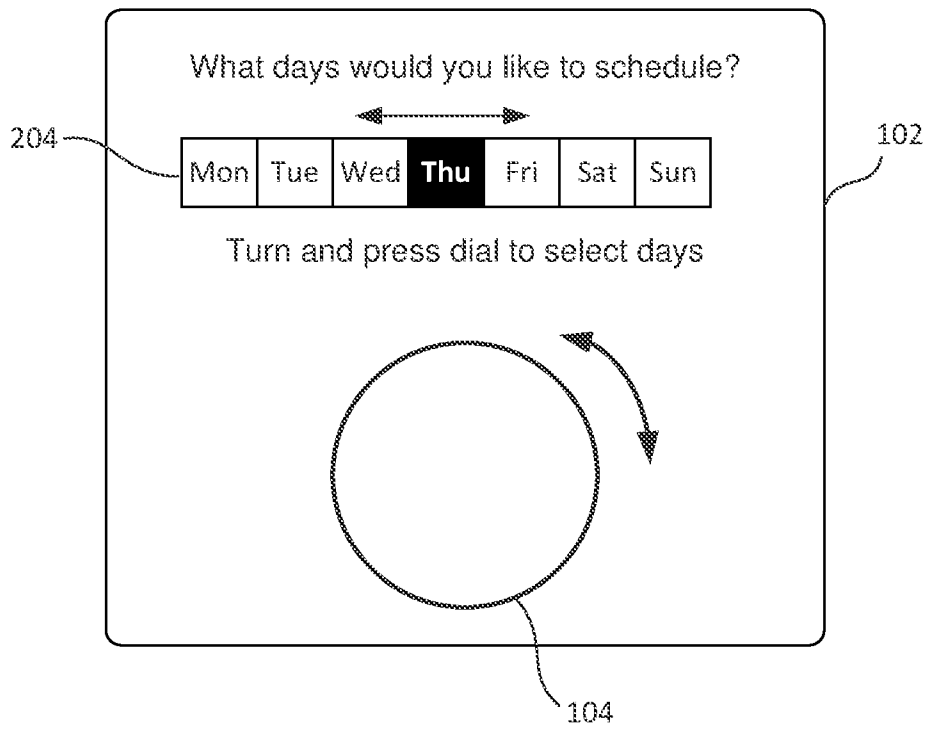 What days would you like to schedule?
204
102
Mon Tue Wed Thu Fri Sat Sun
Turn and press dial to select days
104